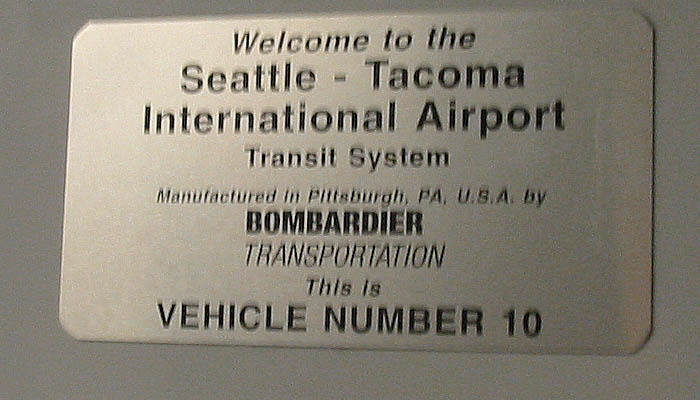 Welcome to the
Seattle - Tacoma
International Airport
Transit System
Manufactured in Pittsburgh, PA, U.S.A. by
BOMBARDIER
TRANSPORTATION
This is
VEHICLE NUMBER 10